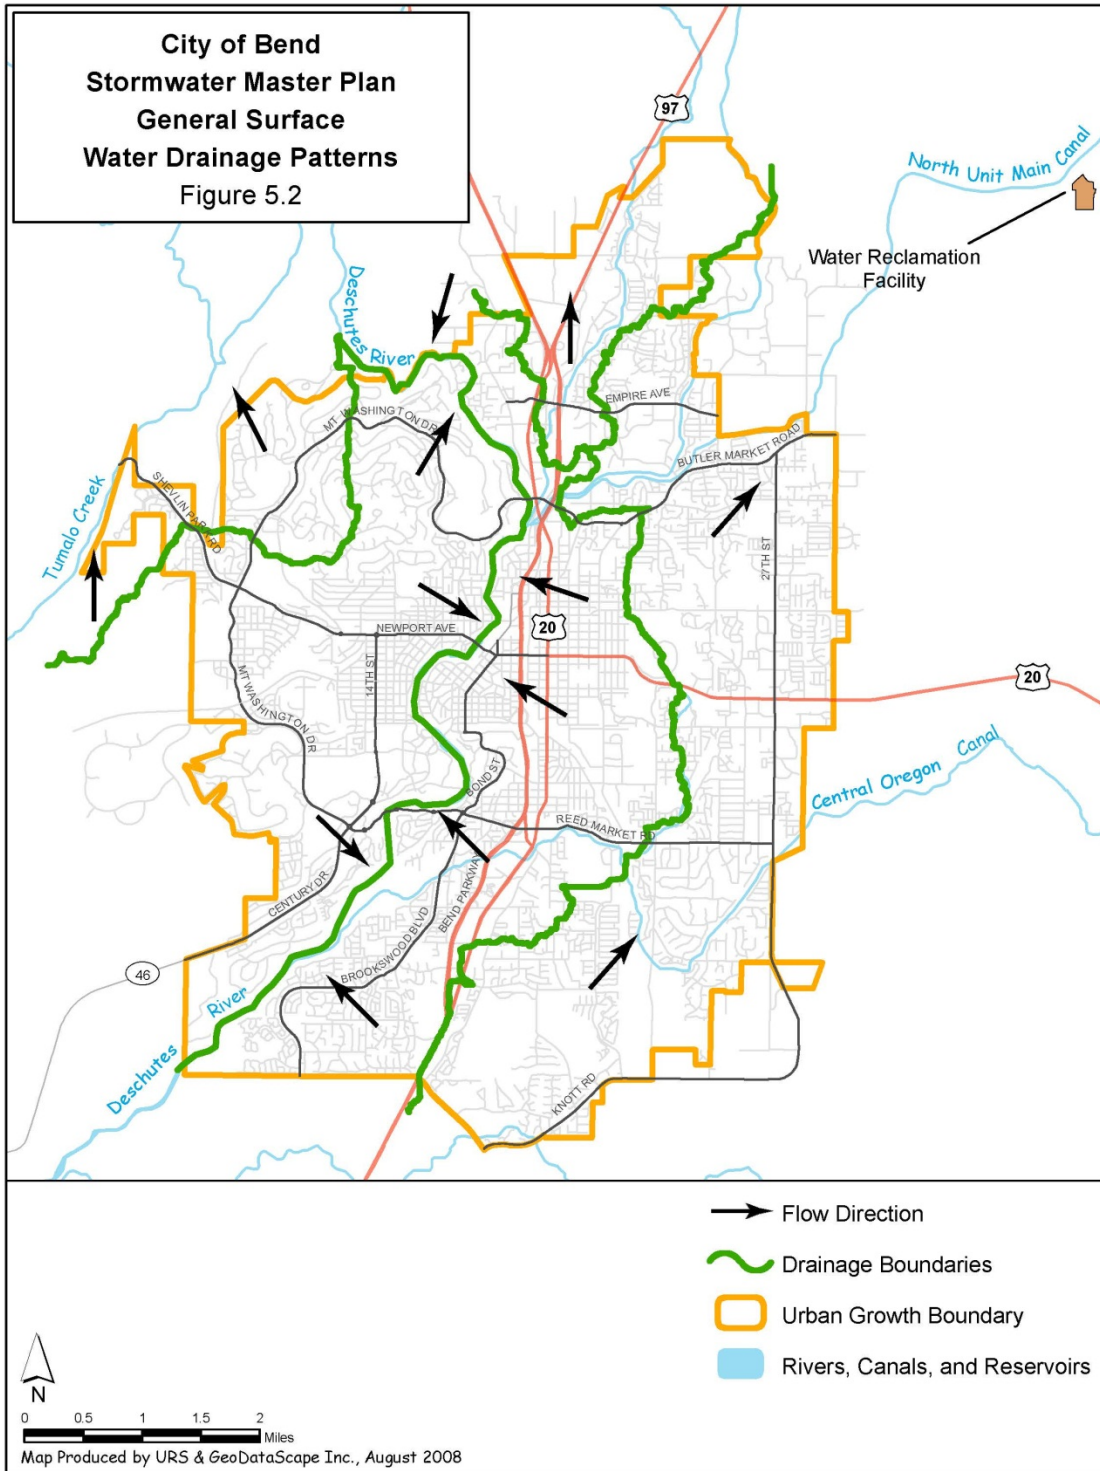 City of Bend
Stormwater Master Plan
General Surface
Water Drainage Patterns
Figure 5.2
97
North Unit Main Canal
Water Reclamation
Facility
Deschutes
River
EMPIRE AVE
MT WASHINGTON DR
BUTLER MARKET ROAD
SHEVLIN PARK RD
Tumalo Creek
27TH ST
NEWPORT AVE
20
14TH ST
MT WASHINGTON DR
20
Central Oregon Canal
BOND ST
REED MARKET RD
BEND PARKWAY
CENTURY DR
BROOKSWOOD BLVD
46
Deschutes River
KNOTT RD
Flow Direction
Drainage Boundaries
Urban Growth Boundary
Rivers, Canals, and Reservoirs
N
0 0.5 1 1.5 2
Miles
Map Produced by URS & GeoDataScape Inc., August 2008